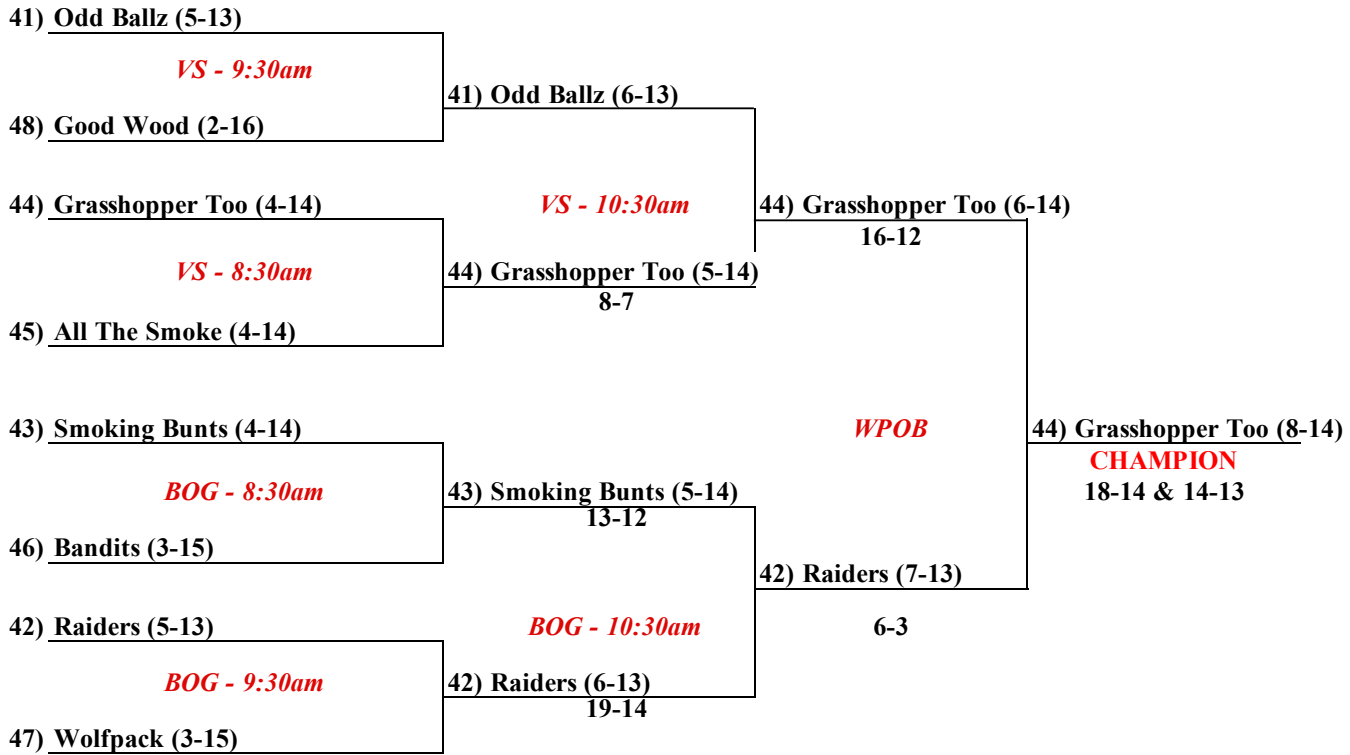 41) Odd Ballz (5-13)
VS - 9:30am
41) Odd Ballz (6-13)
48) Good Wood (2-16)
44) Grasshopper Too (4-14)
VS - 10:30am
44) Grasshopper Too (6-14)
16-12
VS - 8:30am
44) Grasshopper Too (5-14)
8-7
45) All The Smoke (4-14)
43) Smoking Bunts (4-14)
WPOB
44) Grasshopper Too (8-14)
CHAMPION
18-14 & 14-13
BOG - 8:30am
43) Smoking Bunts (5-14)
13-12
46) Bandits (3-15)
42) Raiders (7-13)
6-3
42) Raiders (5-13)
BOG - 10:30am
BOG - 9:30am
42) Raiders (6-13)
19-14
47) Wolfpack (3-15)